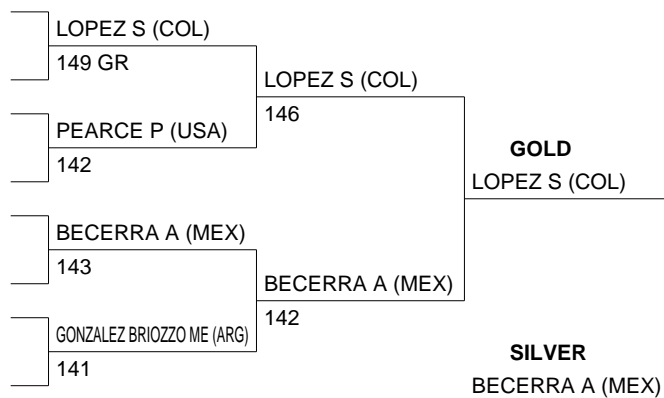 LOPEZ S (COL)
149 GR
LOPEZ S (COL)
146
PEARCE P (USA)
142
GOLD
LOPEZ S (COL)
BECERRA A (MEX)
143
BECERRA A (MEX)
142
GONZALEZ BRIOZZO ME (ARG)
141
SILVER
BECERRA A (MEX)